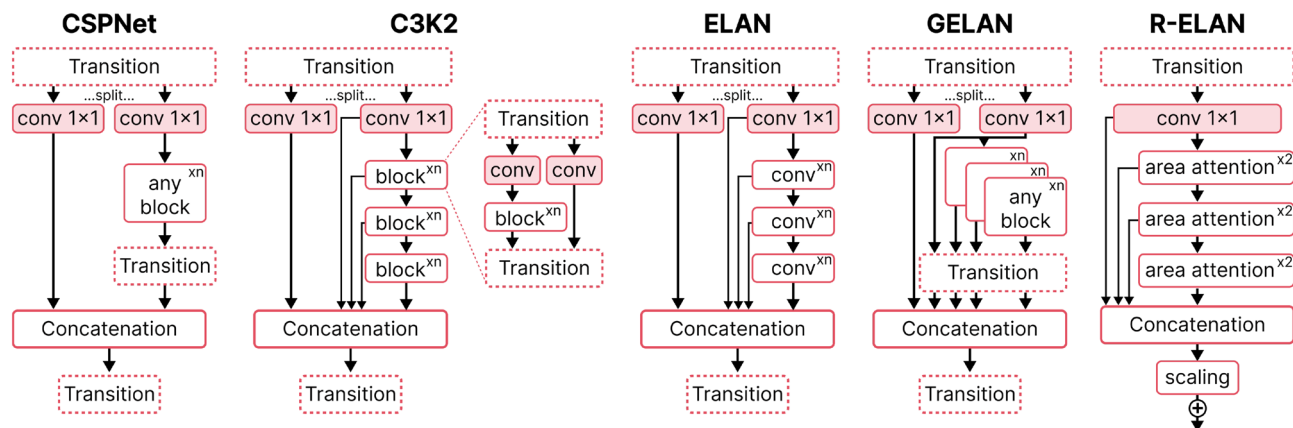 CSPNet
Transition
...split...
conv 1×1
conv 1×1
any xn
block
Transition
Concatenation
Transition
C3K2
Transition
...split...
conv 1×1
conv 1×1
block xn
block xn
block xn
Concatenation
Transition
Transition
conv
conv
block xn
Transition
ELAN
Transition
...split...
conv 1×1
conv 1×1
conv xn
conv xn
conv xn
Concatenation
Transition
GELAN
Transition
...split...
conv 1×1
conv 1×1
xn
xn
xn
any
block
Transition
Concatenation
Transition
R-ELAN
Transition
conv 1×1
area attention x2
area attention x2
area attention x2
Concatenation
scaling
+